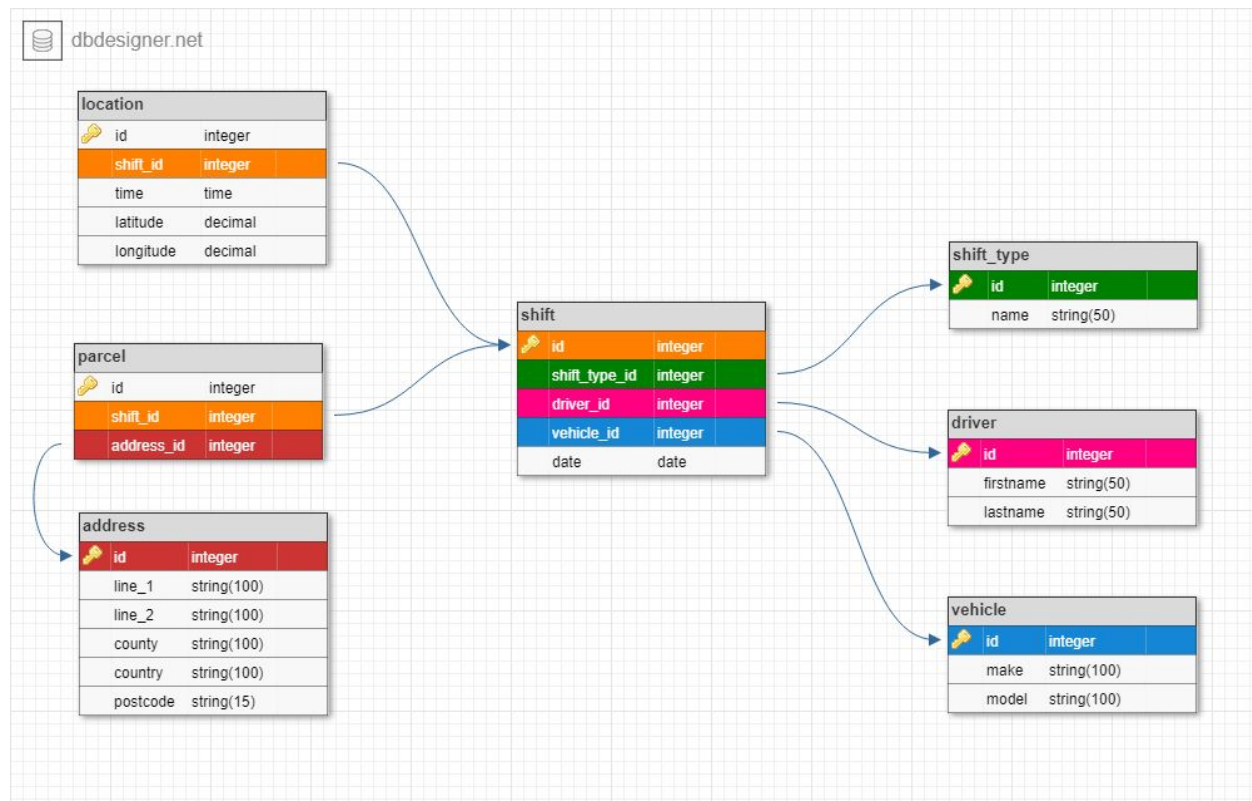 dbdesigner.net
location
id integer
shift_id integer
time time
latitude decimal
longitude decimal
parcel
id integer
shift_id integer
address_id integer
address
id integer
line_1 string(100)
line_2 string(100)
county string(100)
country string(100)
postcode string(15)
shift
id integer
shift_type_id integer
driver_id integer
vehicle_id integer
date date
shift_type
id integer
name string(50)
driver
id integer
firstname string(50)
lastname string(50)
vehicle
id integer
make string(100)
model string(100)